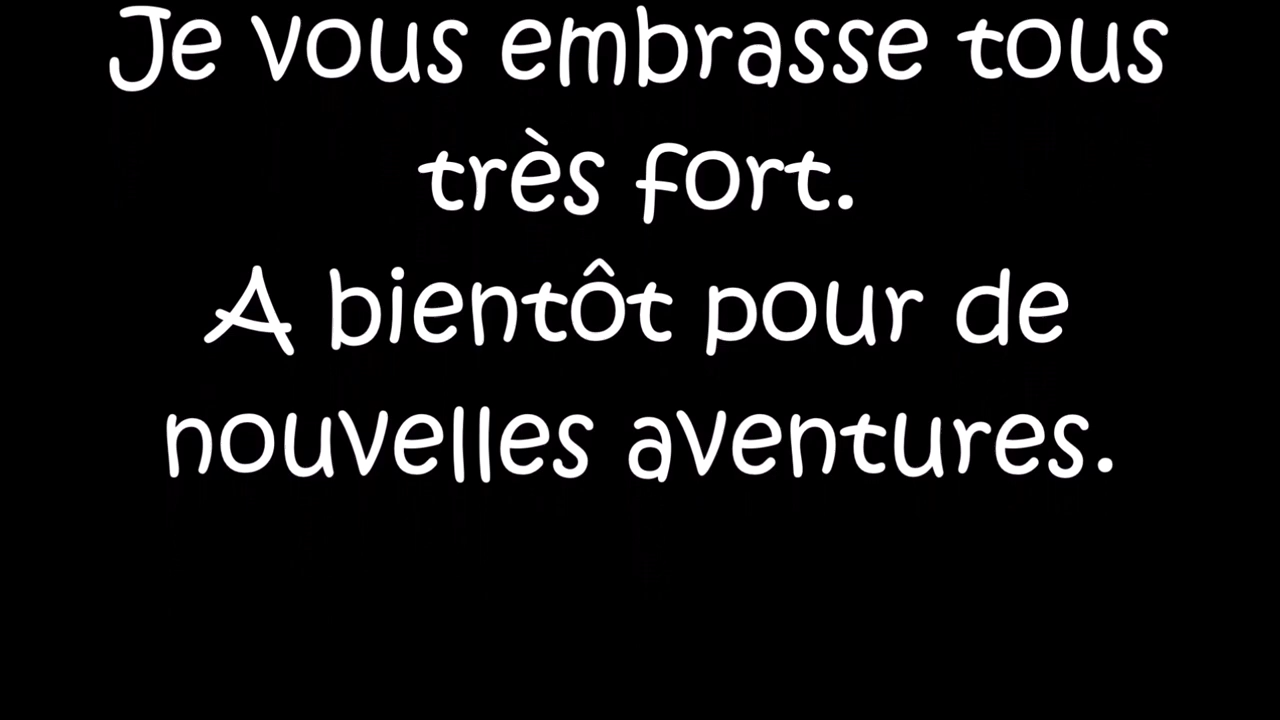 Je vous embrasse tous
très fort.
A bientôt pour de
nouvelles aventures.